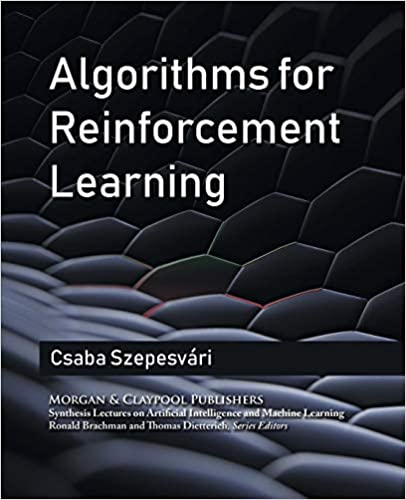 Algorithms for
Reinforcement
Learning
Csaba Szepesvári
MORGAN & CLAYPOOL PUBLISHERS
Synthesis Lectures on Artificial Intelligence and Machine Learning
Ronald Brachman and Thomas Dietterich, Series Editors